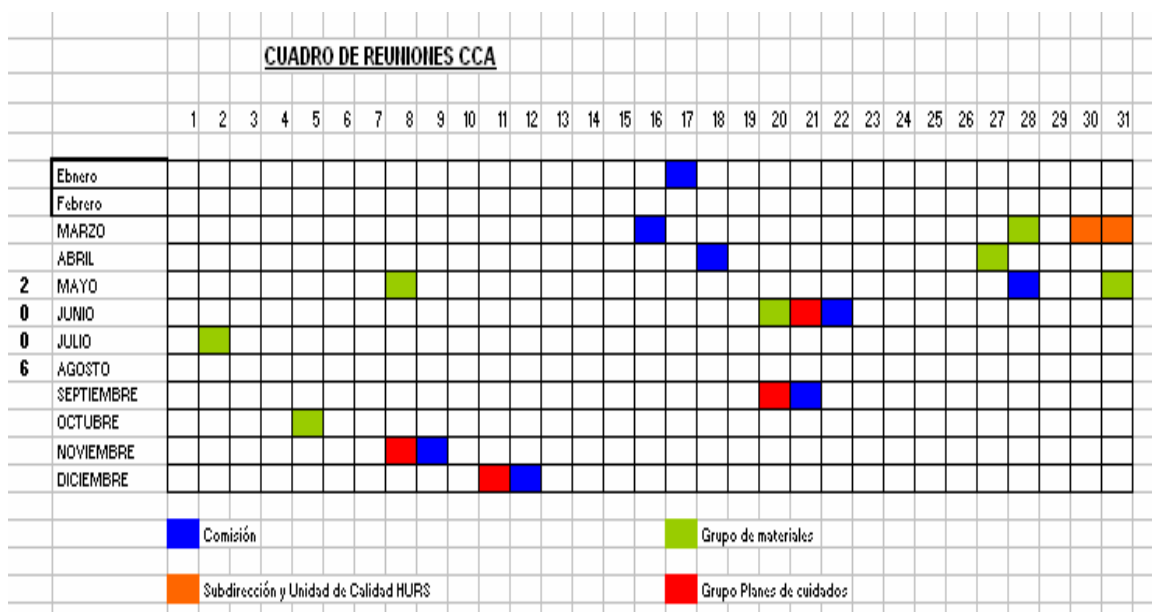 CUADRO DE REUNIONES CCA
1 2 3 4 5 6 7 8 9 10 11 12 13 14 15 16 17 18 19 20 21 22 23 24 25 26 27 28 29 30 31
Ebnero
Febrero
MARZO
ABRIL
2 MAYO
0 JUNIO
0 JULIO
6 AGOSTO
SEPTIEMBRE
OCTUBRE
NOVIEMBRE
DICIEMBRE
Comisión Grupo de materiales
Subdirección y Unidad de Calidad HURS Grupo Planes de cuidados